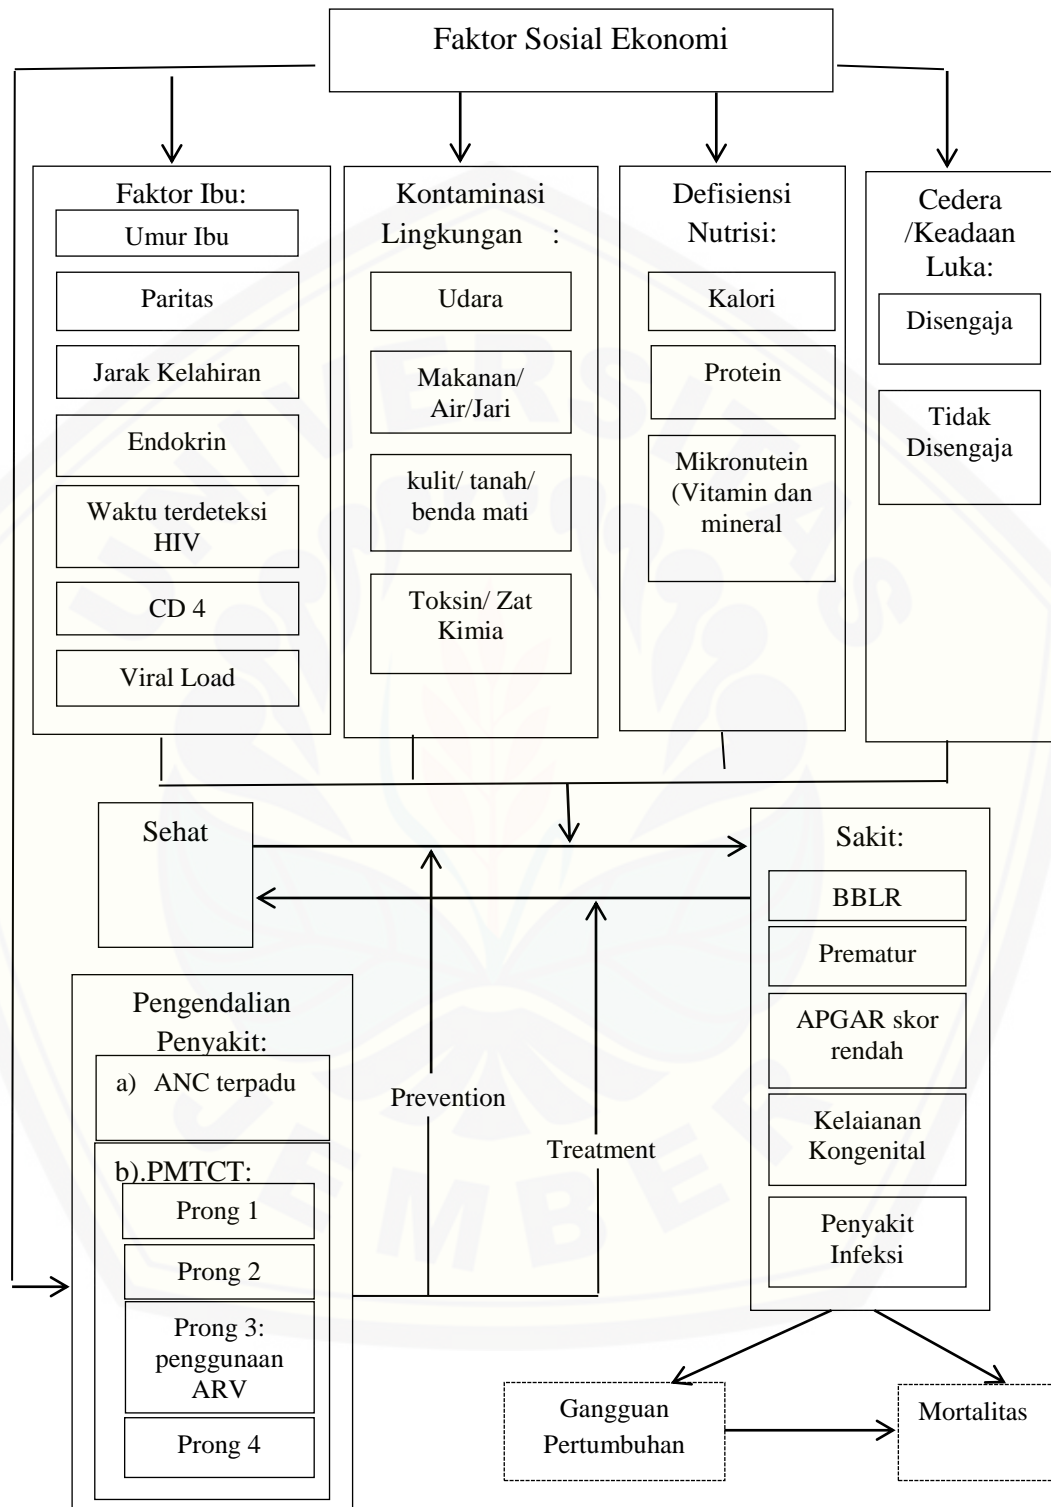 Faktor Sosial Ekonomi
Faktor Ibu:
Umur Ibu
Paritas
Jarak Kelahiran
Endokrin
Waktu terdeteksi
HIV
CD 4
Viral Load
Kontaminasi
Lingkungan :
Udara
Makanan/
Air/Jari
kulit/ tanah/
benda mati
Toksin/ Zat
Kimia
Defisiensi
Nutrisi:
Kalori
Protein
Mikronutein
(Vitamin dan
mineral
Cedera
/Keadaan
Luka:
Disengaja
Tidak
Disengaja
Sehat
Sakit:
BBLR
Prematur
APGAR skor
rendah
Kelaianan
Kongenital
Penyakit
Infeksi
Pengendalian
Penyakit:
a) ANC terpadu
b).PMTCT:
Prong 1
Prong 2
Prong 3:
penggunaan
ARV
Prong 4
Prevention
Treatment
Gangguan
Pertumbuhan
Mortalitas
UNIVERSITAS
JEMBER